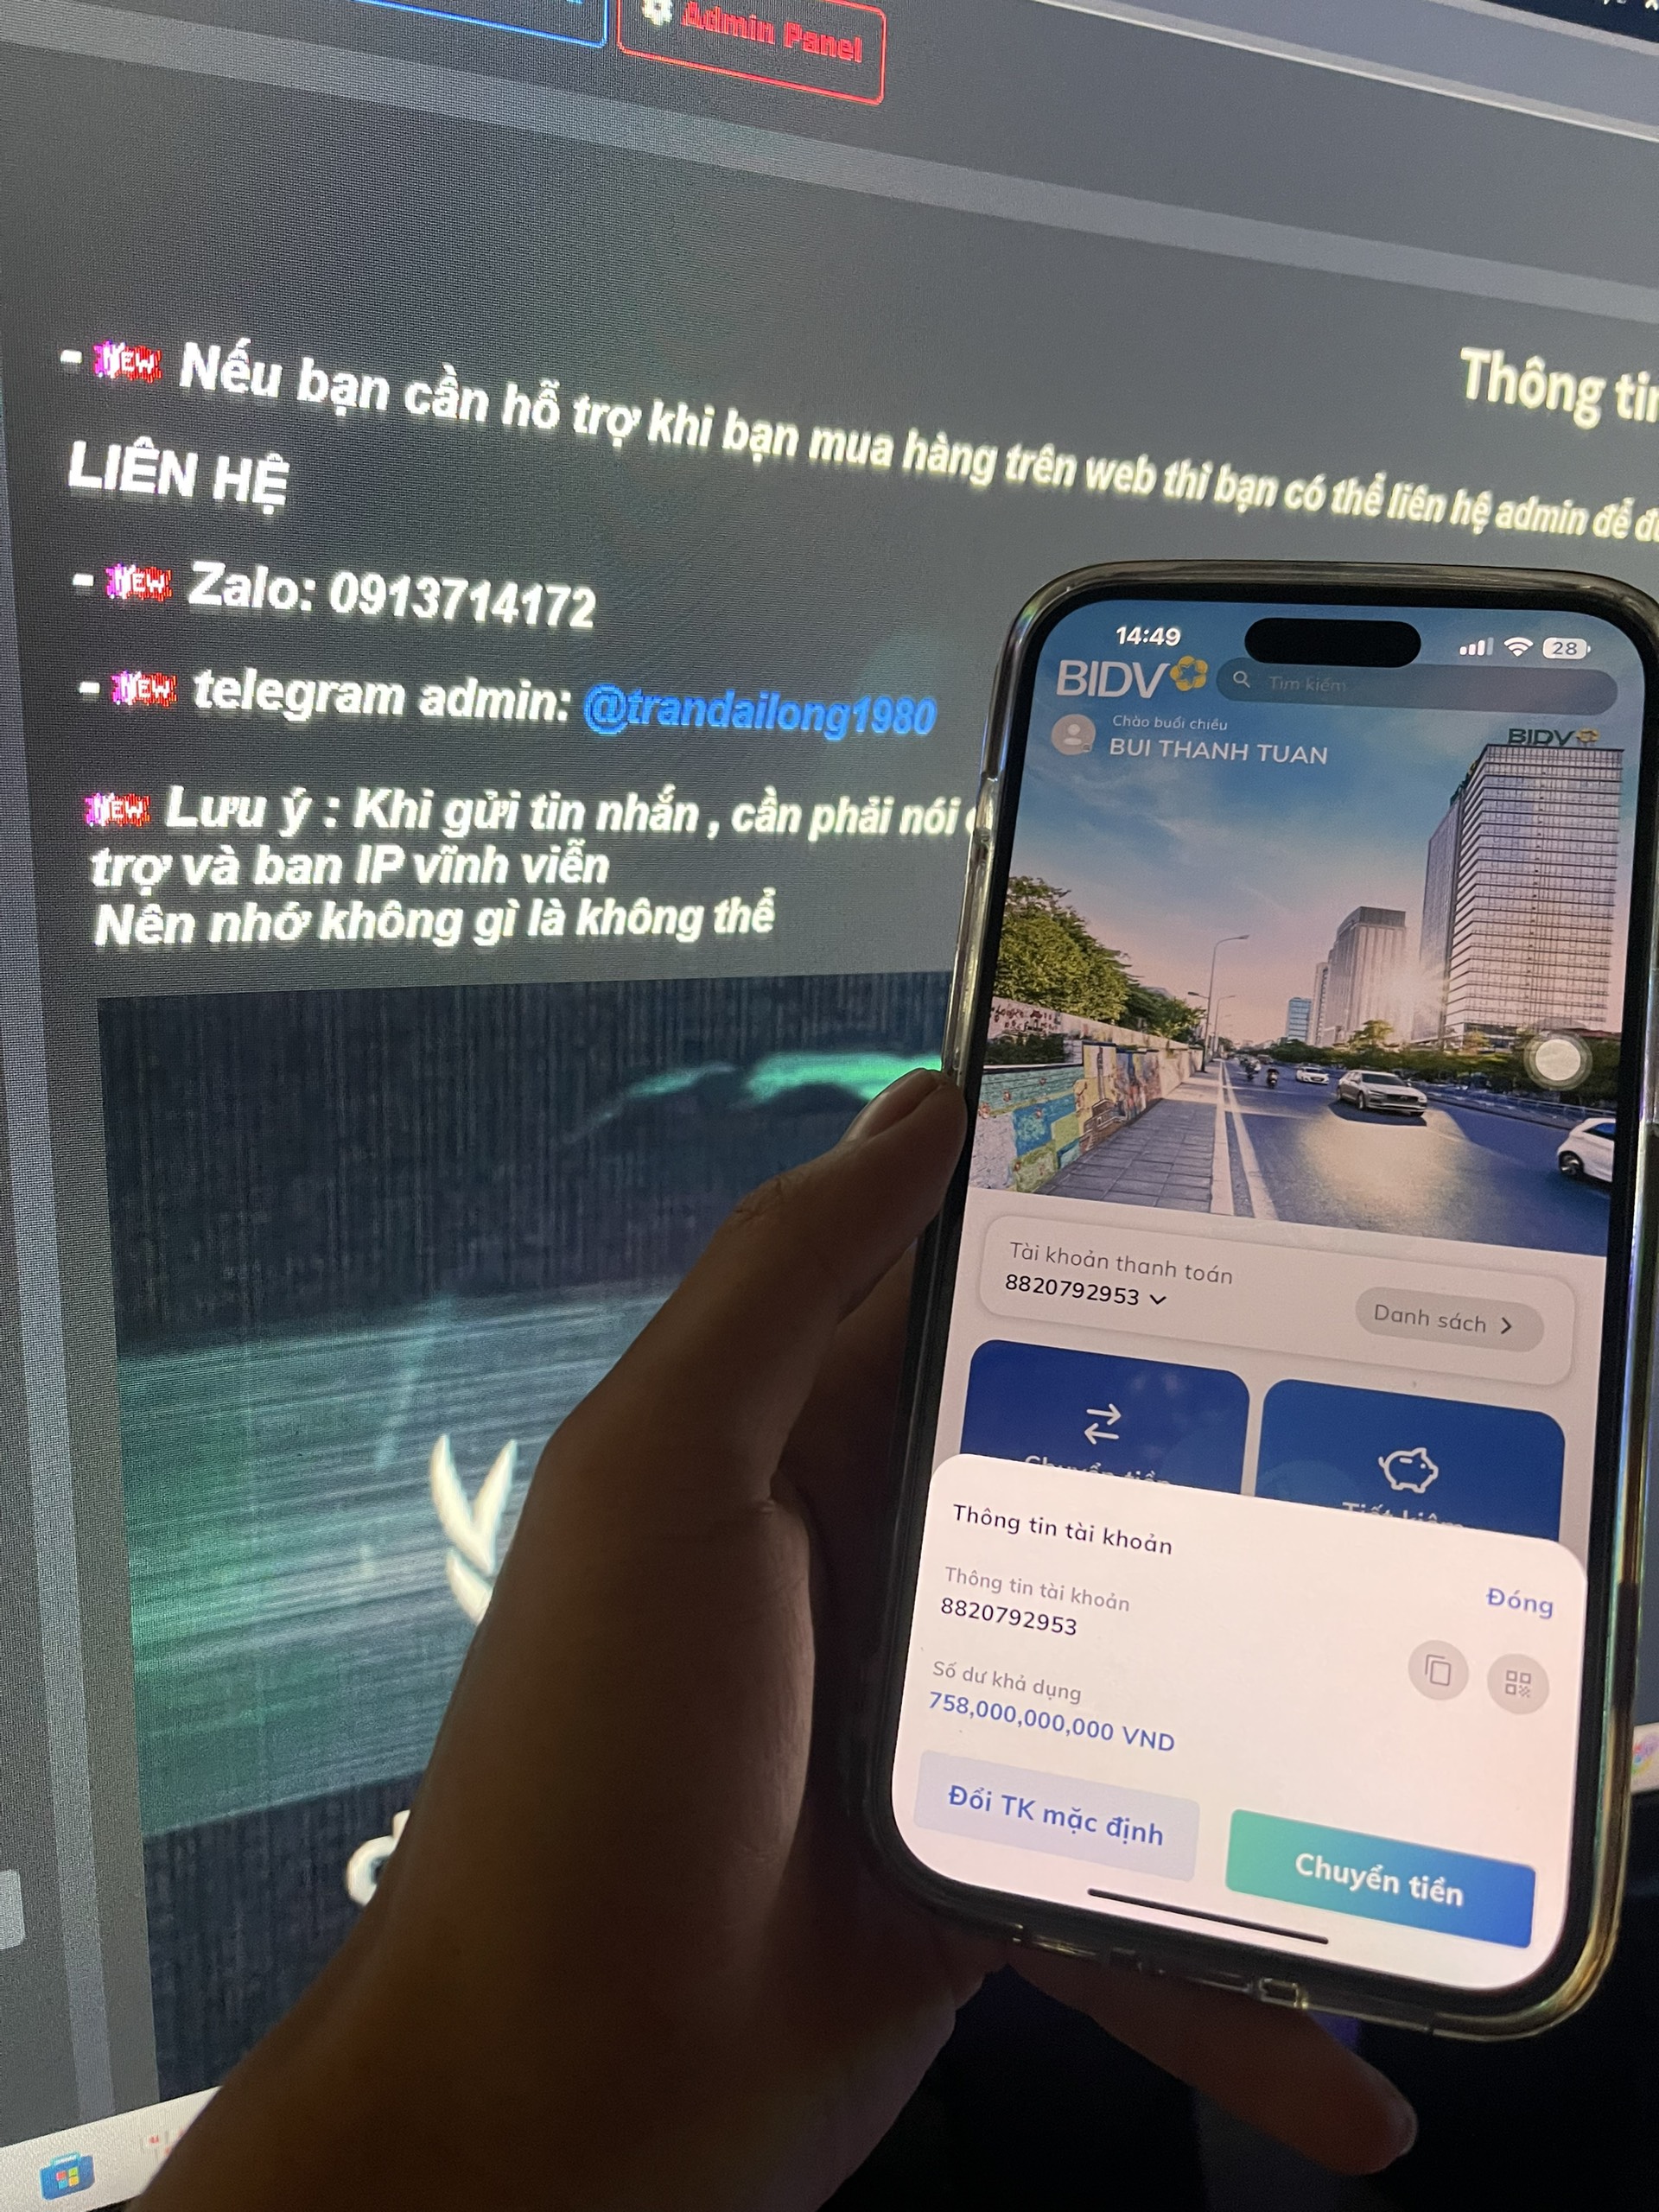 Admin Panel
Thông tin
- NEW Nếu bạn cần hỗ trợ khi bạn mua hàng trên web thì bạn có thể liên hệ admin để
LIÊN HỆ
- NEW Zalo: 0913714172
- NEW telegram admin: @trandailong1980
NEW Lưu ý : Khi gửi tin nhắn , cần phải nói
trợ và ban IP vĩnh viễn
Nên nhớ không gì là không thể
14:49
28
BIDV
Tìm kiếm
Chào buổi chiều
BUI THANH TUAN
BIDV
Tài khoản thanh toán
8820792953
Danh sách
Chuyển tiền
Tiết kiệm
Thông tin tài khoản
Đóng
Thông tin tài khoản
8820792953
Số dư khả dụng
758,000,000,000 VND
Đổi TK mặc định
Chuyển tiền